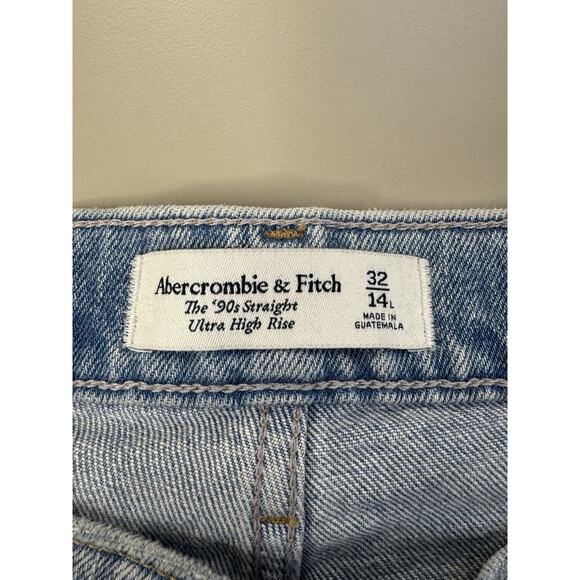 Abercrombie & Fitch
The '90s Straight
Ultra High Rise
32
14L
MADE IN
GUATEMALA